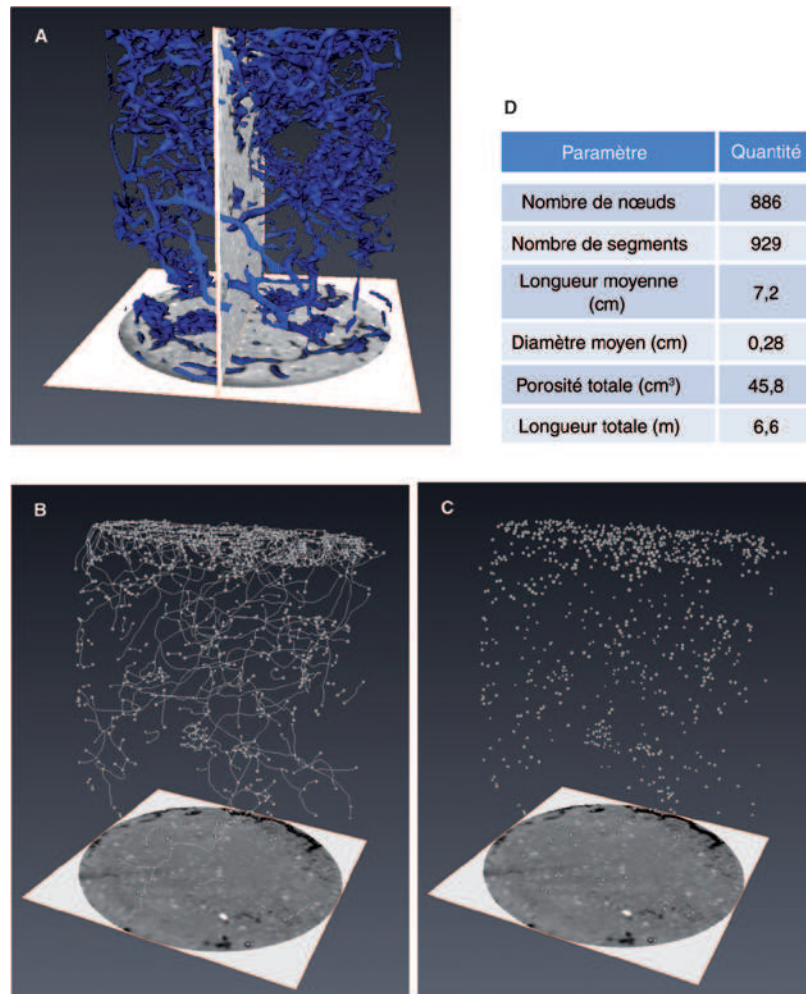 A
D
Paramètre Quantité
Nombre de nœuds 886
Nombre de segments 929
Longueur moyenne
(cm) 7,2
Diamètre moyen (cm) 0,28
Porosité totale (cm³) 45,8
Longueur totale (m) 6,6
B
C